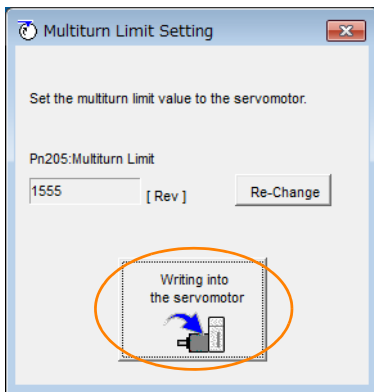 Multiturn Limit Setting
Set the multiturn limit value to the servomotor.
Pn205:Multiturn Limit
1555 [ Rev ] Re-Change
Writing into
the servomotor